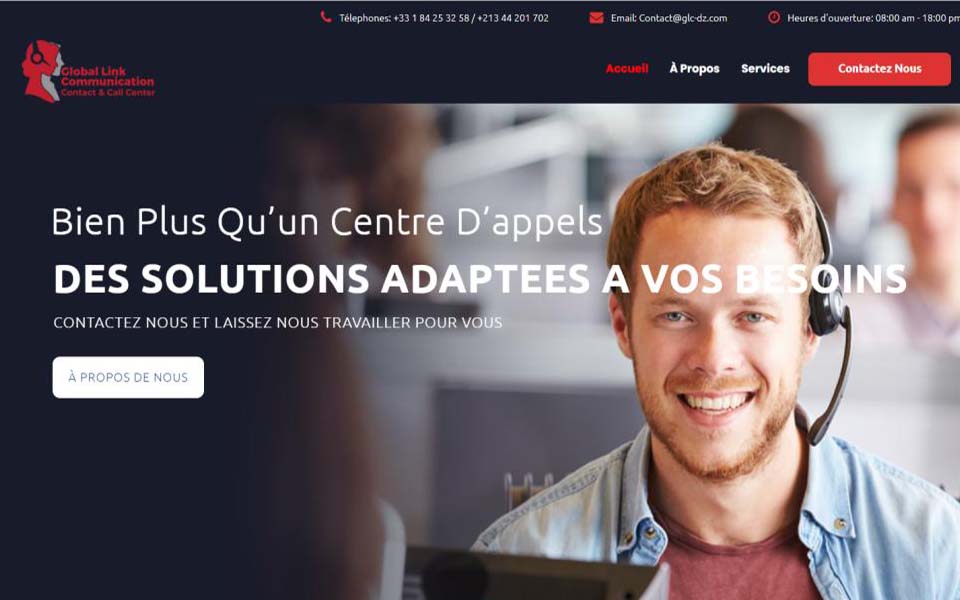 Télephones: +33 1 84 25 32 58 / +213 44 201 702
Email: Contact@glc-dz.com
Heures d'ouverture: 08:00 am - 18:00 pm
Global Link
Communication
Contact & Call Center
Accueil
À Propos
Services
Contactez Nous
Bien Plus Qu'un Centre D'appels
DES SOLUTIONS ADAPTEES A VOS BESOINS
CONTACTEZ NOUS ET LAISSEZ NOUS TRAVAILLER POUR VOUS
À PROPOS DE NOUS